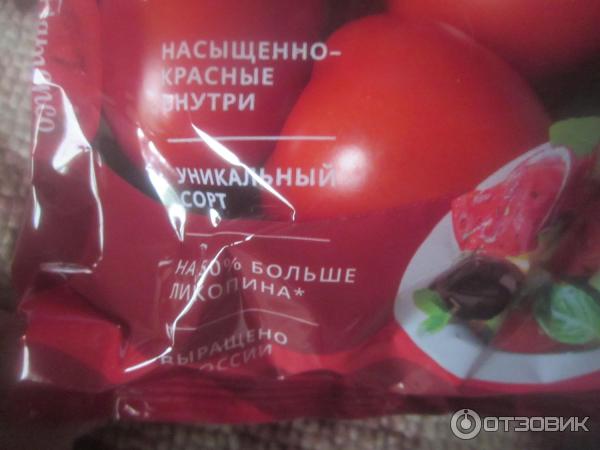 НАСЫЩЕННО-
КРАСНЫЕ
ВНУТРИ
УНИКАЛЬНЫЙ
СОРТ
НА 50% БОЛЬШЕ
ЛИКОПИНА*
ВЫРАЩЕНО
РОССИИ
ОТЗОВИК